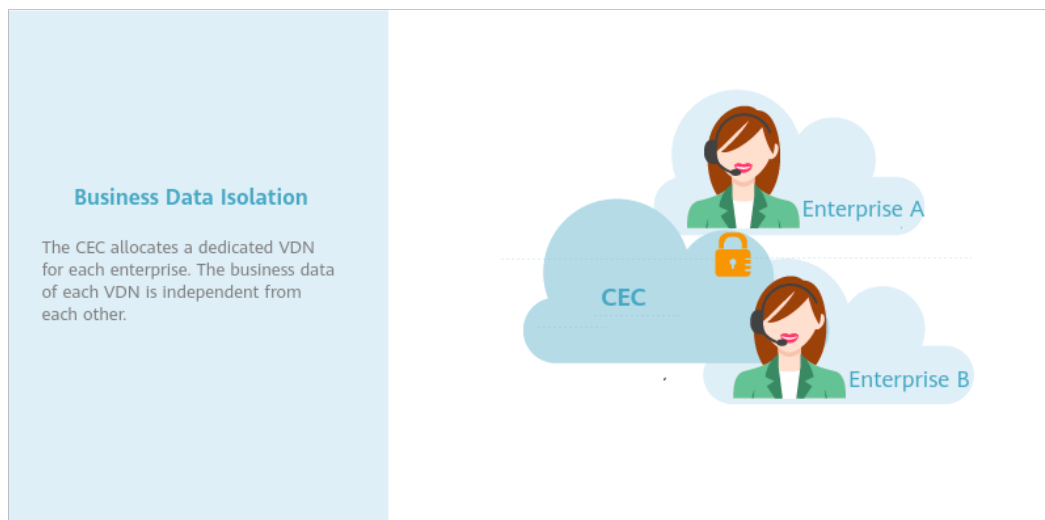 Business Data Isolation
The CEC allocates a dedicated VDN
for each enterprise. The business data
of each VDN is independent from
each other.
Enterprise A
CEC
Enterprise B